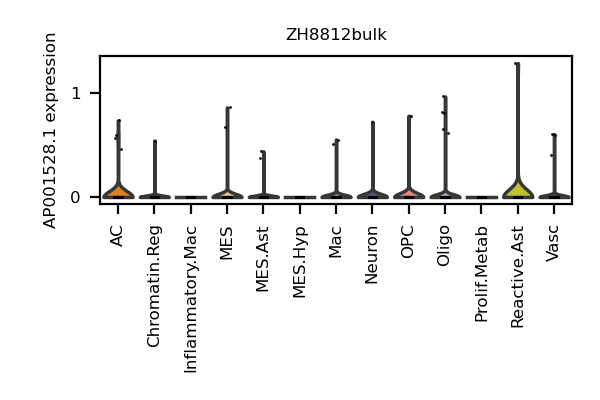 ZH8812bulk
AP001528.1 expression
1
0
AC
Chromatin.Reg
Inflammatory.Mac
MES
MES.Ast
MES.Hyp
Mac
Neuron
OPC
Oligo
Prolif.Metab
Reactive.Ast
Vasc